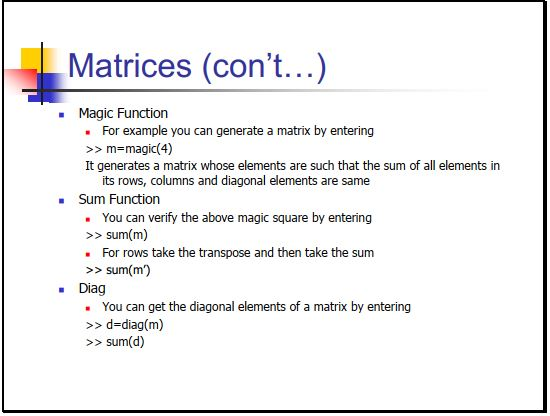 Matrices (con't…)
Magic Function
For example you can generate a matrix by entering
>> m=magic(4)
It generates a matrix whose elements are such that the sum of all elements in
its rows, columns and diagonal elements are same
Sum Function
You can verify the above magic square by entering
>> sum(m)
For rows take the transpose and then take the sum
>> sum(m')
Diag
You can get the diagonal elements of a matrix by entering
>> d=diag(m)
>> sum(d)